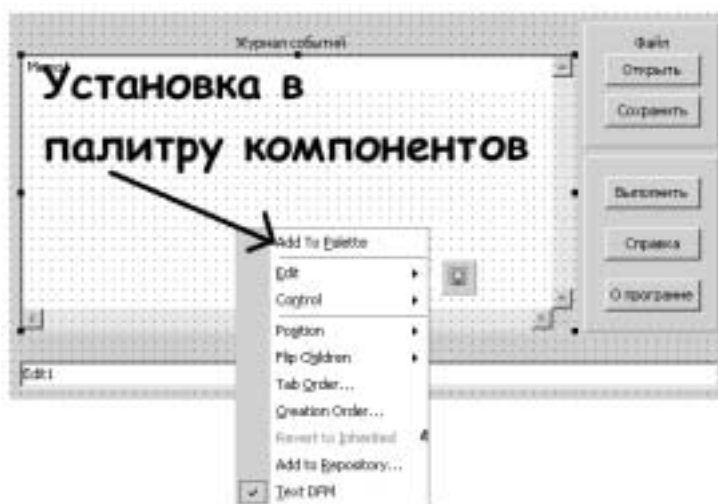 Журнал событий
Файл
Memo1
Открыть
Сохранить
Установка в
палитру компонентов
Выполнить
Справка
О программе
Add To Palette
Edit
Control
Position
Flip Children
Tab Order...
Creation Order...
Revert to Inherited
Add to Repository...
Text DFM
Edit1